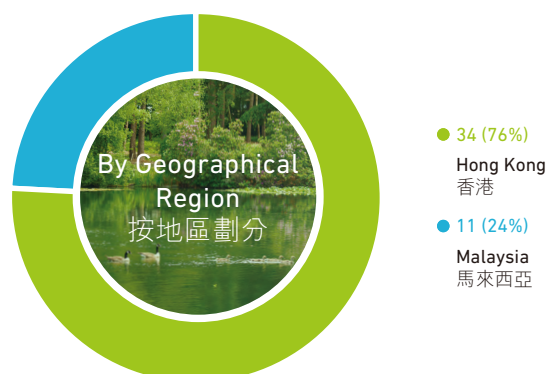 By Geographical
Region
按地區劃分
34 (76%)
Hong Kong
香港
11 (24%)
Malaysia
馬來西亞